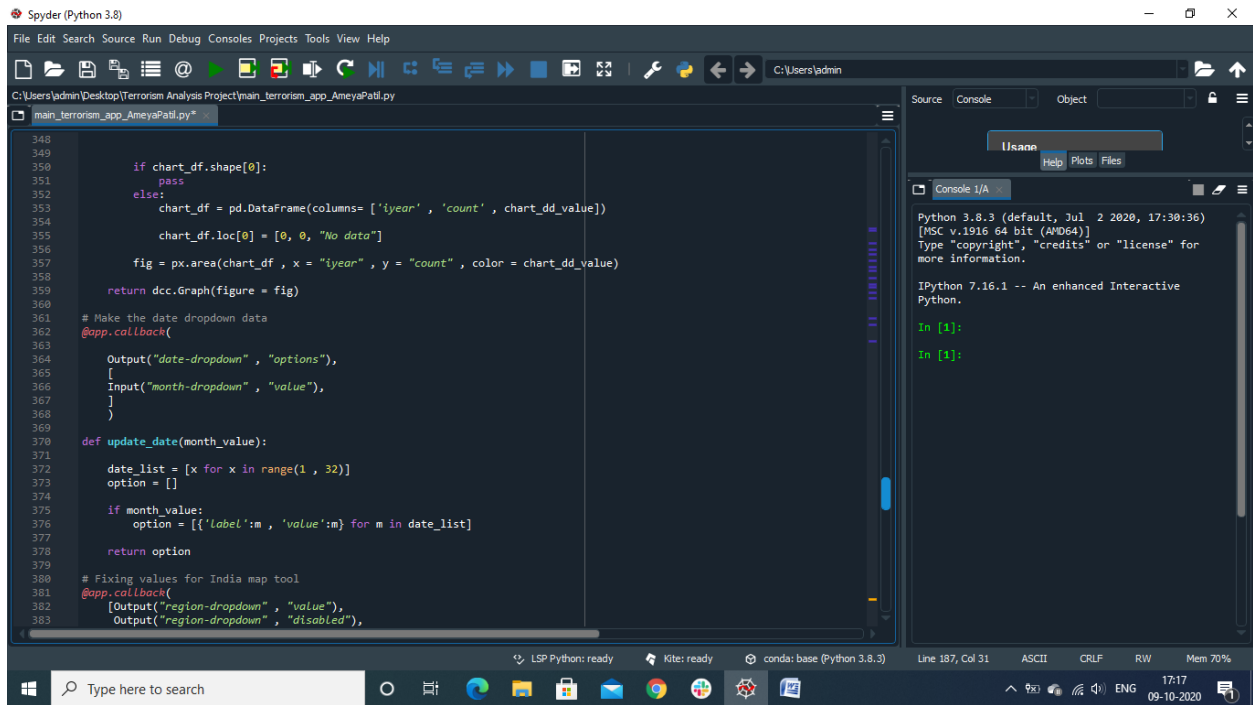 Spyder (Python 3.8)
File Edit Search Source Run Debug Consoles Projects Tools View Help
C:\Users\admin
C:\Users\admin\Desktop\Terrorism Analysis Project\main_terrorism_app_AmeyaPatil.py
main_terrorism_app_AmeyaPatil.py*
348
349
350 if chart_df.shape[0]:
351 pass
352 else:
353 chart_df = pd.DataFrame(columns= ['iyear' , 'count' , chart_dd_value])
354
355 chart_df.loc[0] = [0, 0, "No data"]
356
357 fig = px.area(chart_df , x = "iyear" , y = "count" , color = chart_dd_value)
358
359 return dcc.Graph(figure = fig)
360
361 # Make the date dropdown data
362 @app.callback(
363
364 Output("date-dropdown" , "options"),
365 [
366 Input("month-dropdown" , "value"),
367 ]
368 )
369
370 def update_date(month_value):
371
372 date_list = [x for x in range(1 , 32)]
373 option = []
374
375 if month_value:
376 option = [{'label':m , 'value':m} for m in date_list]
377
378 return option
379
380 # Fixing values for India map tool
381 @app.callback(
382 [Output("region-dropdown" , "value"),
383 Output("region-dropdown" , "disabled"),
Source Console Object
Usage
Help Plots Files
Console 1/A
Python 3.8.3 (default, Jul 2 2020, 17:30:36)
[MSC v.1916 64 bit (AMD64)]
Type "copyright", "credits" or "license" for
more information.
IPython 7.16.1 -- An enhanced Interactive
Python.
In [1]:
In [1]:
LSP Python: ready Kite: ready conda: base (Python 3.8.3) Line 187, Col 31 ASCII CRLF RW Mem 70%
Type here to search
ENG
17:17
09-10-2020
1